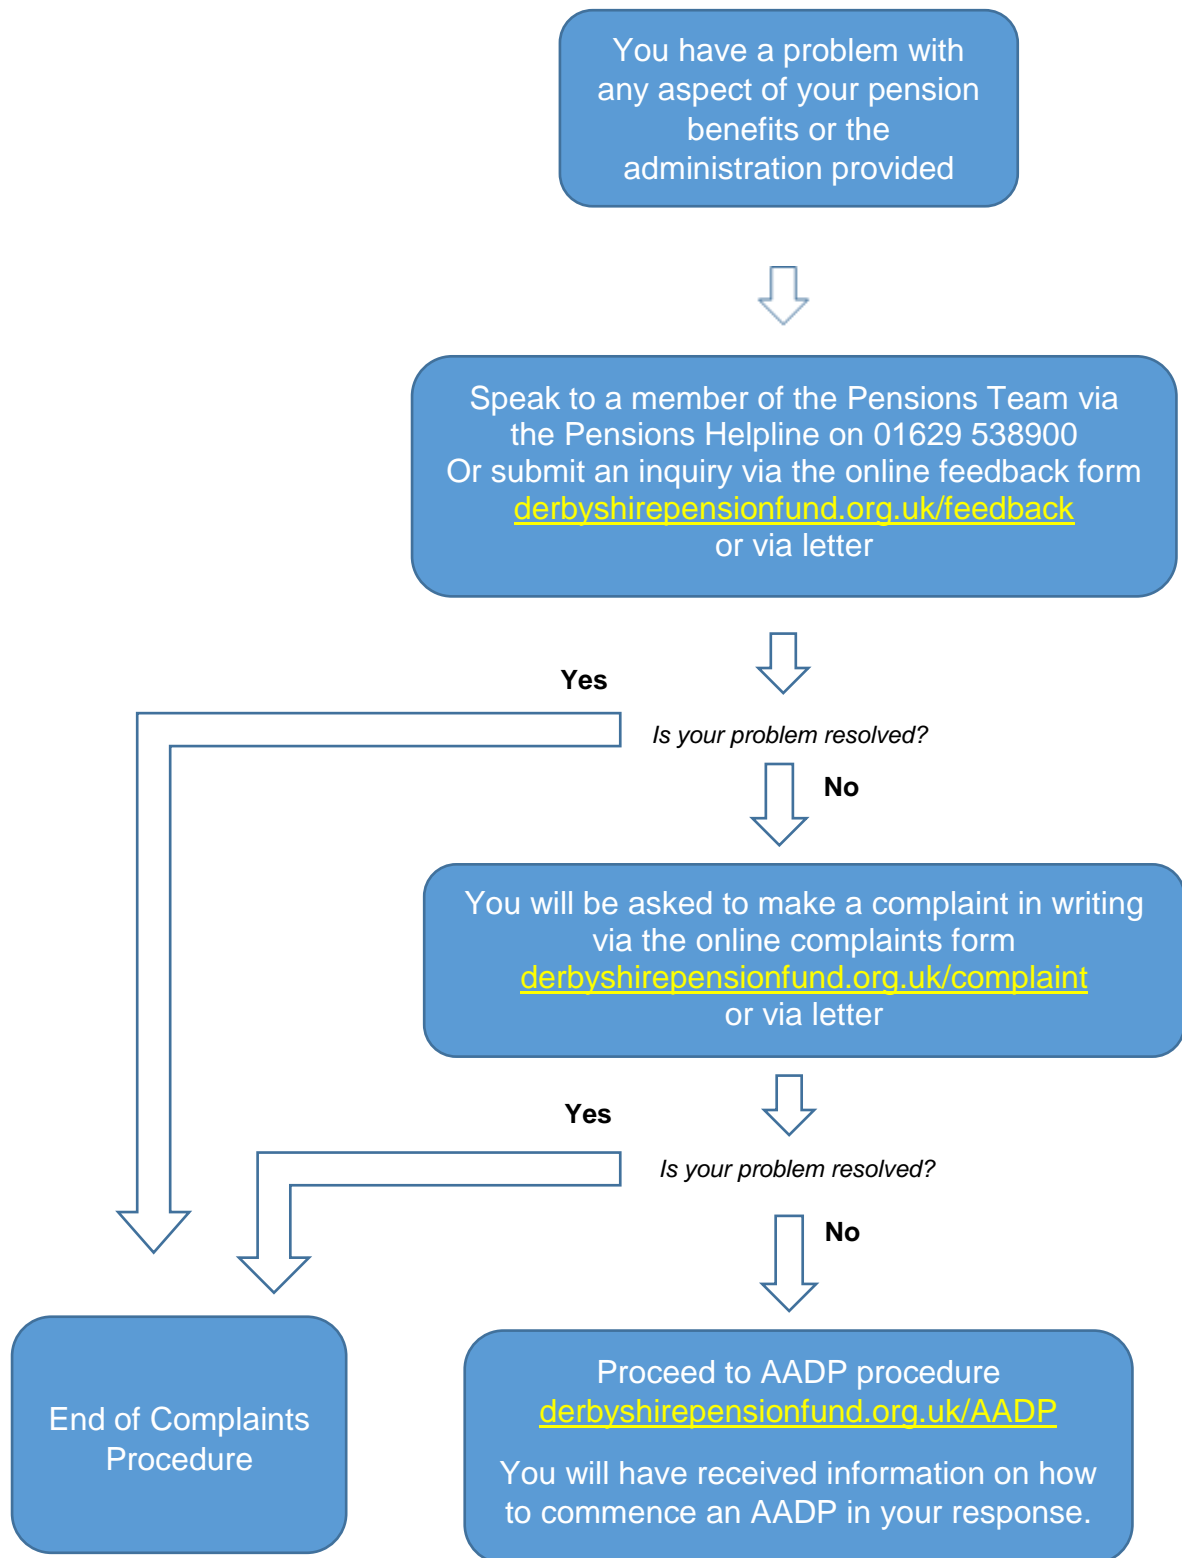 You have a problem with
any aspect of your pension
benefits or the
administration provided
Speak to a member of the Pensions Team via
the Pensions Helpline on 01629 538900
Or submit an inquiry via the online feedback form
derbyshirepensionfund.org.uk/feedback
or via letter
Yes
Is your problem resolved?
No
You will be asked to make a complaint in writing
via the online complaints form
derbyshirepensionfund.org.uk/complaint
or via letter
Yes
Is your problem resolved?
No
End of Complaints
Procedure
Proceed to AADP procedure
derbyshirepensionfund.org.uk/AADP
You will have received information on how
to commence an AADP in your response.